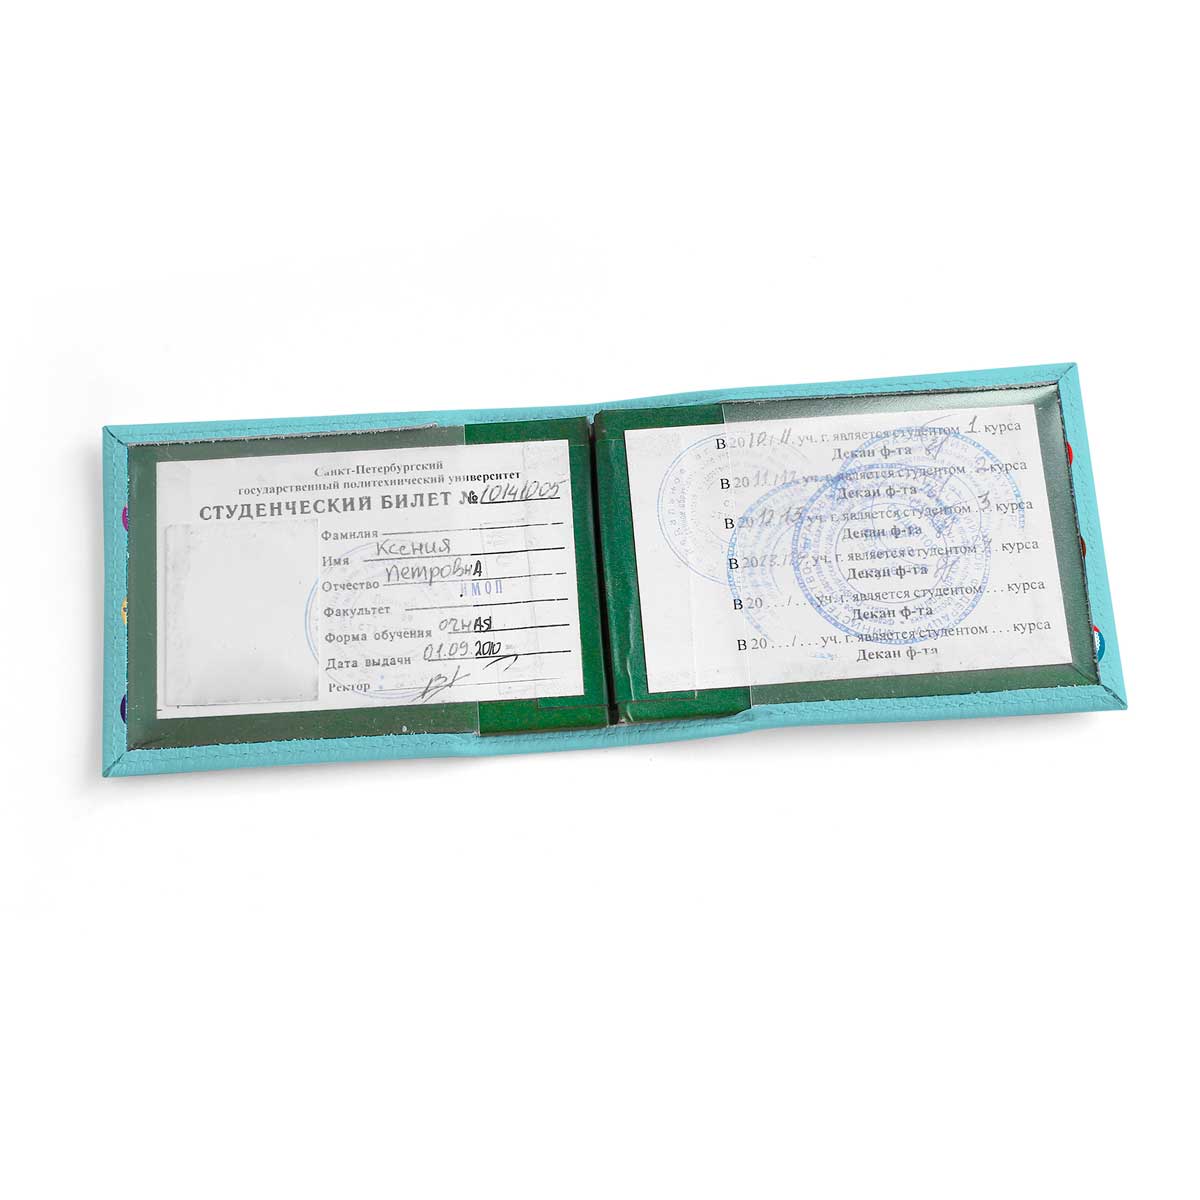 Санкт-Петербургский
государственный политехнический университет
СТУДЕНЧЕСКИЙ БИЛЕТ № 10141005
Фамилия
Имя Ксения
Отчество Петровна
Факультет ИМОП
Форма обучения очная
Дата выдачи 01.09.2010
Ректор
В 2010/11 уч. г. является студентом 1 курса
Декан ф-та
В 2011/12 уч. г. является студентом 2 курса
Декан ф-та
В 2012/13 уч. г. является студентом 3 курса
Декан ф-та
В 2013/ уч. г. является студентом курса
Декан ф-та
В 20.../...уч. г. является студентом... курса
Декан ф-та
В 20.../...уч. г. является студентом... курса
Декан ф-та